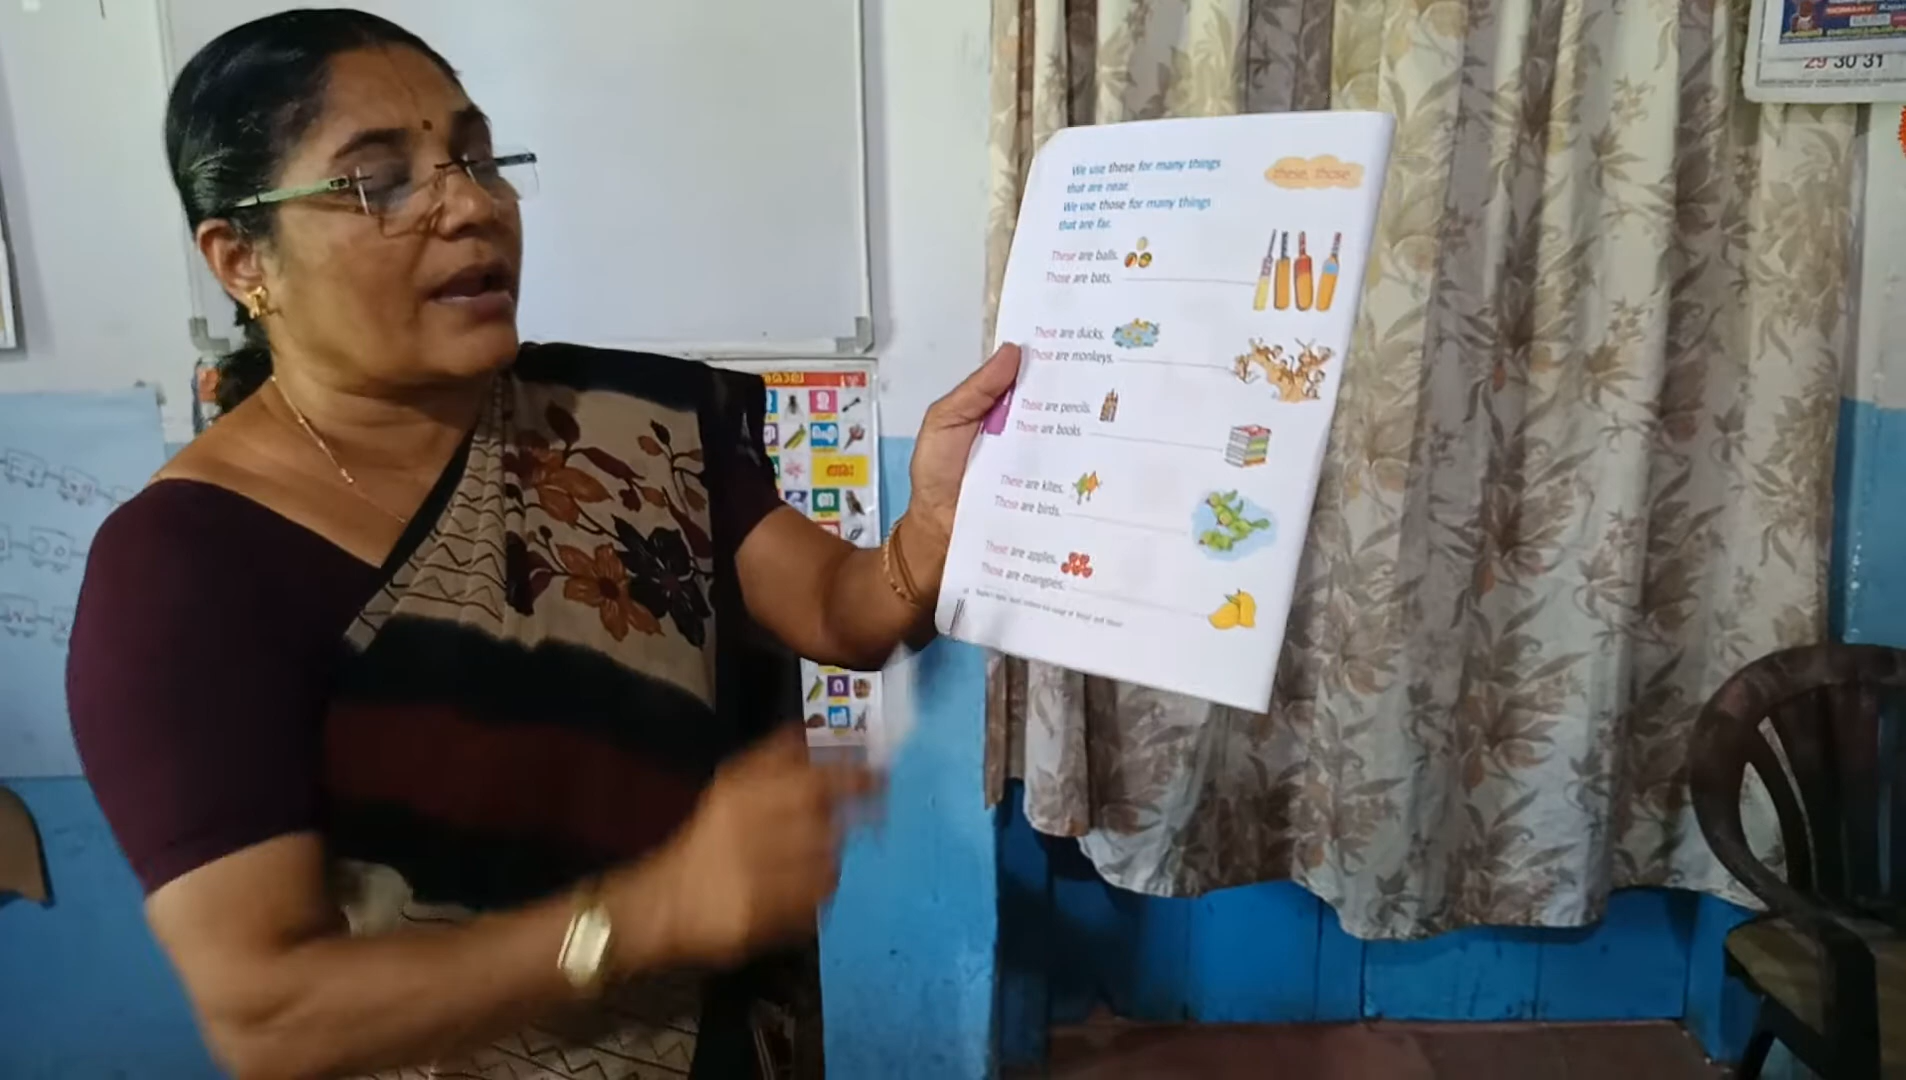 We use these for many things
that are near.
We use those for many things
that are far.
these, those
These are balls.
Those are bats.
These are ducks.
Those are monkeys.
These are pencils.
Those are books.
These are kites.
Those are birds.
These are apples.
Those are mangoes.
29 30 31